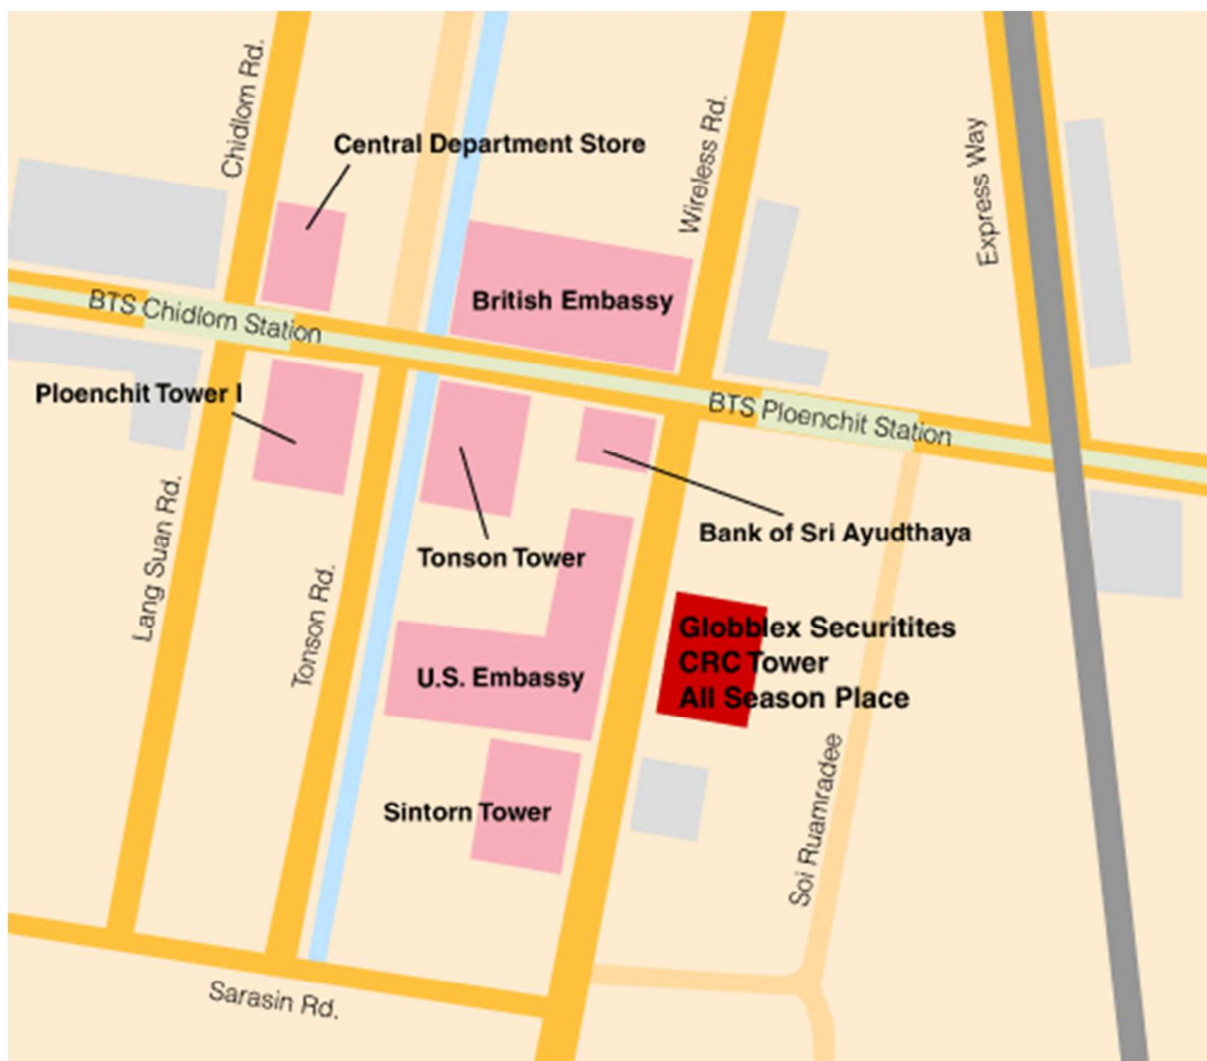 Chidlom Rd.
Central Department Store
Wireless Rd.
Express Way
British Embassy
BTS Chidlom Station
Ploenchit Tower I
BTS Ploenchit Station
Bank of Sri Ayudthaya
Tonson Tower
Lang Suan Rd.
Tonson Rd.
Globblex Securitites
CRC Tower
All Season Place
U.S. Embassy
Soi Ruamradee
Sintorn Tower
Sarasin Rd.